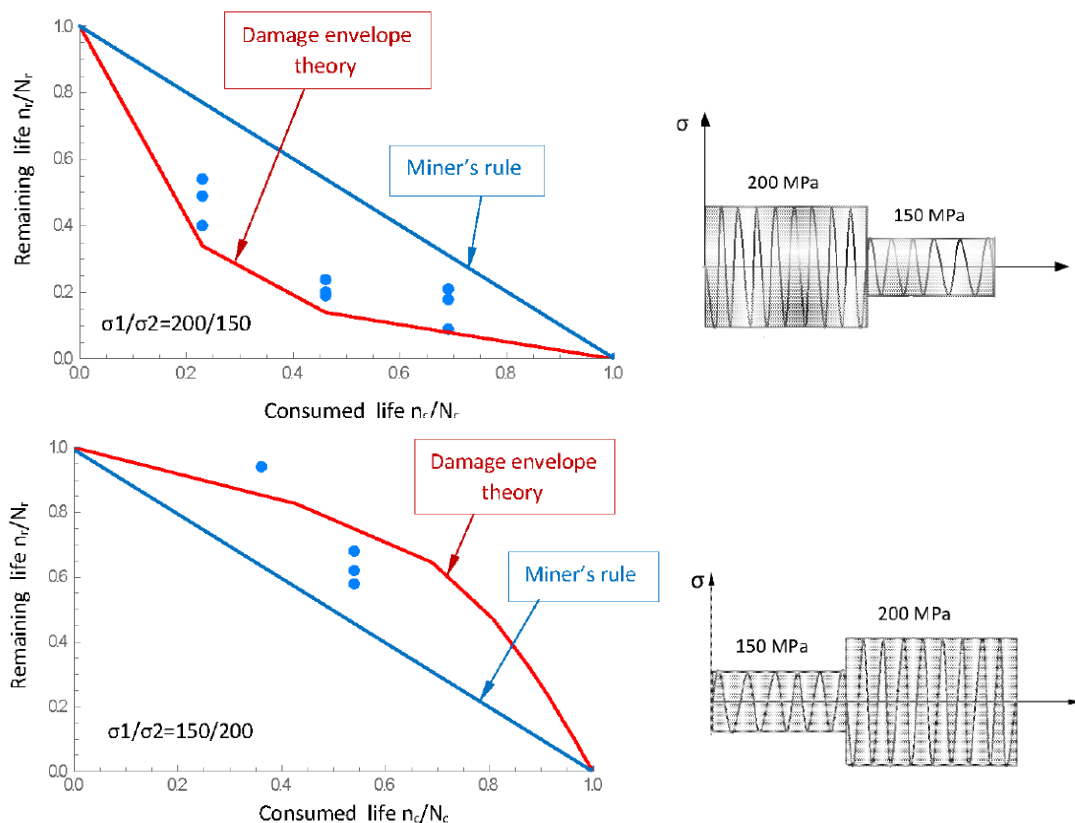 1.0
0.8
0.6
0.4
0.2
0.0
Remaining life nᵣ/Nᵣ
Damage envelope
theory
Miner's rule
σ1/σ2=200/150
0.0 0.2 0.4 0.6 0.8 1.0
Consumed life
σ
200 MPa
150 MPa
1.0
0.8
0.6
0.4
0.2
0.0
Remaining life nᵣ/Nᵣ
Damage envelope
theory
Miner's rule
σ1/σ2=150/200
0.0 0.2 0.4 0.6 0.8 1.0
Consumed life n꜀/N꜀
σ
150 MPa
200 MPa